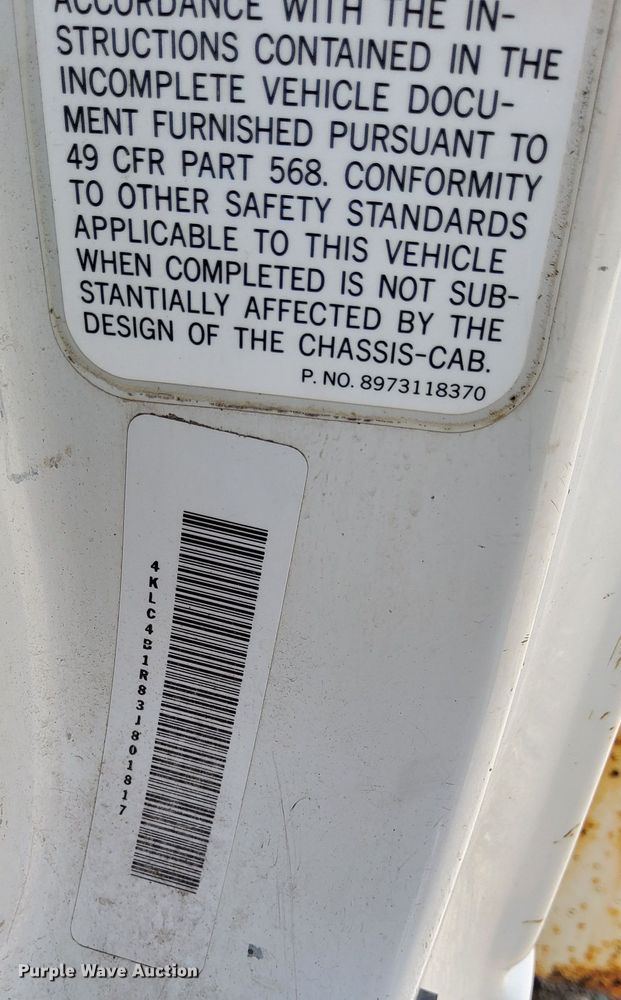 ACCORDANCE WITH THE IN-
STRUCTIONS CONTAINED IN THE
INCOMPLETE VEHICLE DOCU-
MENT FURNISHED PURSUANT TO
49 CFR PART 568. CONFORMITY
TO OTHER SAFETY STANDARDS
APPLICABLE TO THIS VEHICLE
WHEN COMPLETED IS NOT SUB-
STANTIALLY AFFECTED BY THE
DESIGN OF THE CHASSIS-CAB.
P. NO. 8973118370
4KLC4B1R83J801817
Purple Wave Auction